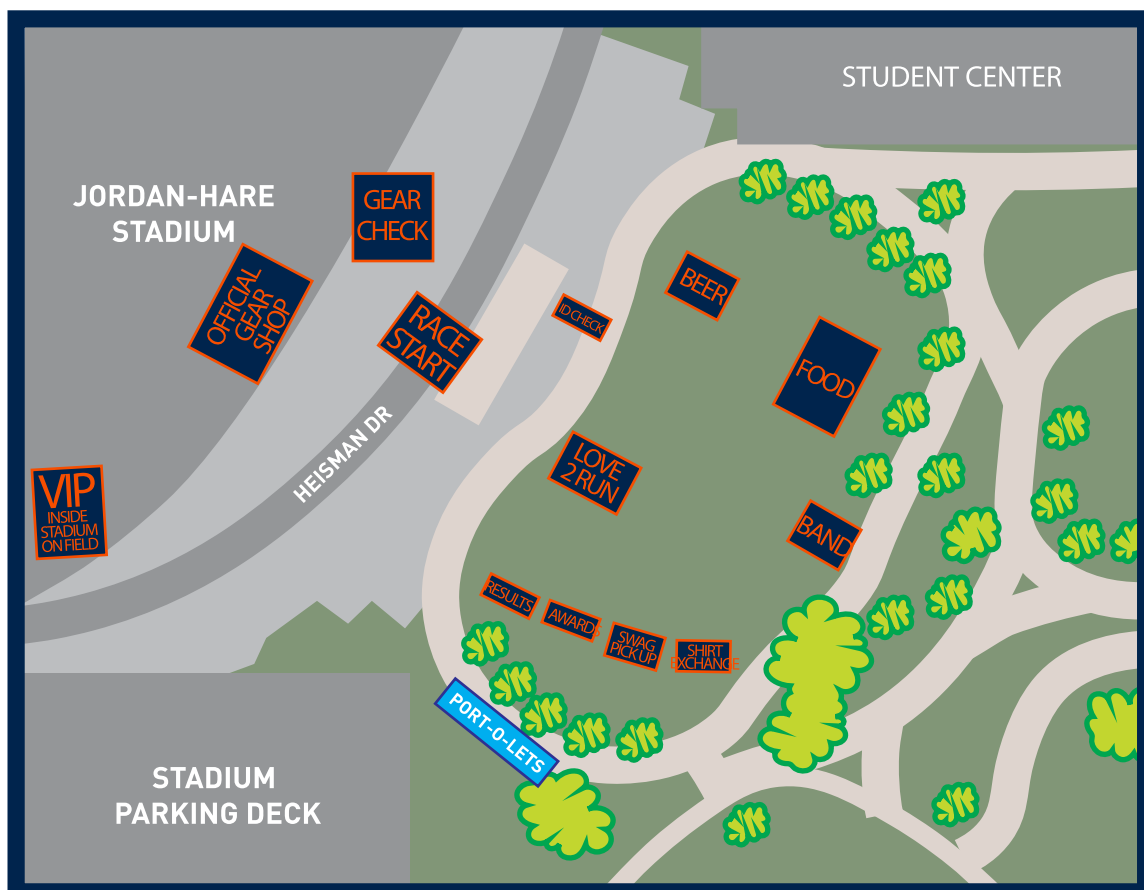 STUDENT CENTER
JORDAN-HARE
STADIUM
GEAR
CHECK
OFFICIAL
GEAR
SHOP
RACE
START
ID CHECK
BEER
FOOD
HEISMAN DR
LOVE
2 RUN
VIP
INSIDE
STADIUM
ON FIELD
BAND
RESULTS
AWARDS
SWAG
PICK UP
SHIRT
EXCHANGE
PORT-O-LETS
STADIUM
PARKING DECK